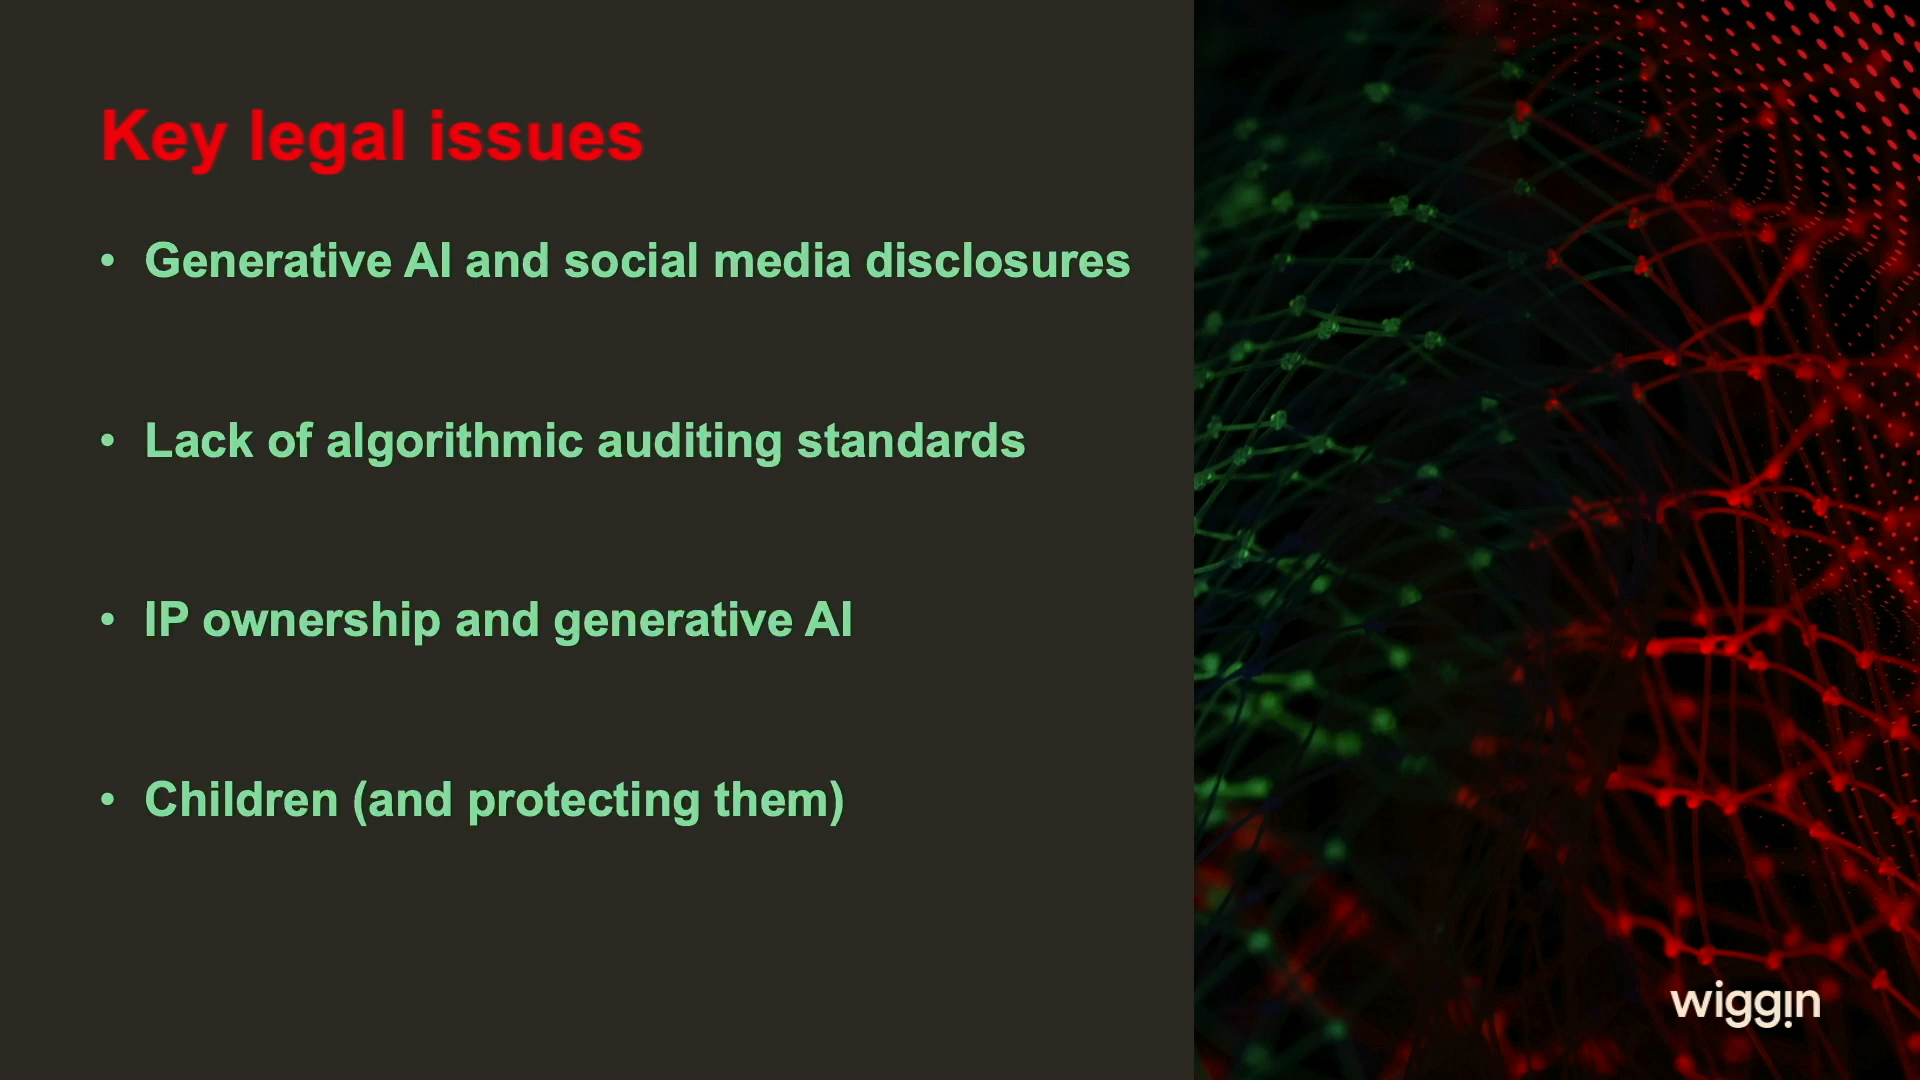 Key legal issues
• Generative AI and social media disclosures
• Lack of algorithmic auditing standards
• IP ownership and generative AI
• Children (and protecting them)
wiggin